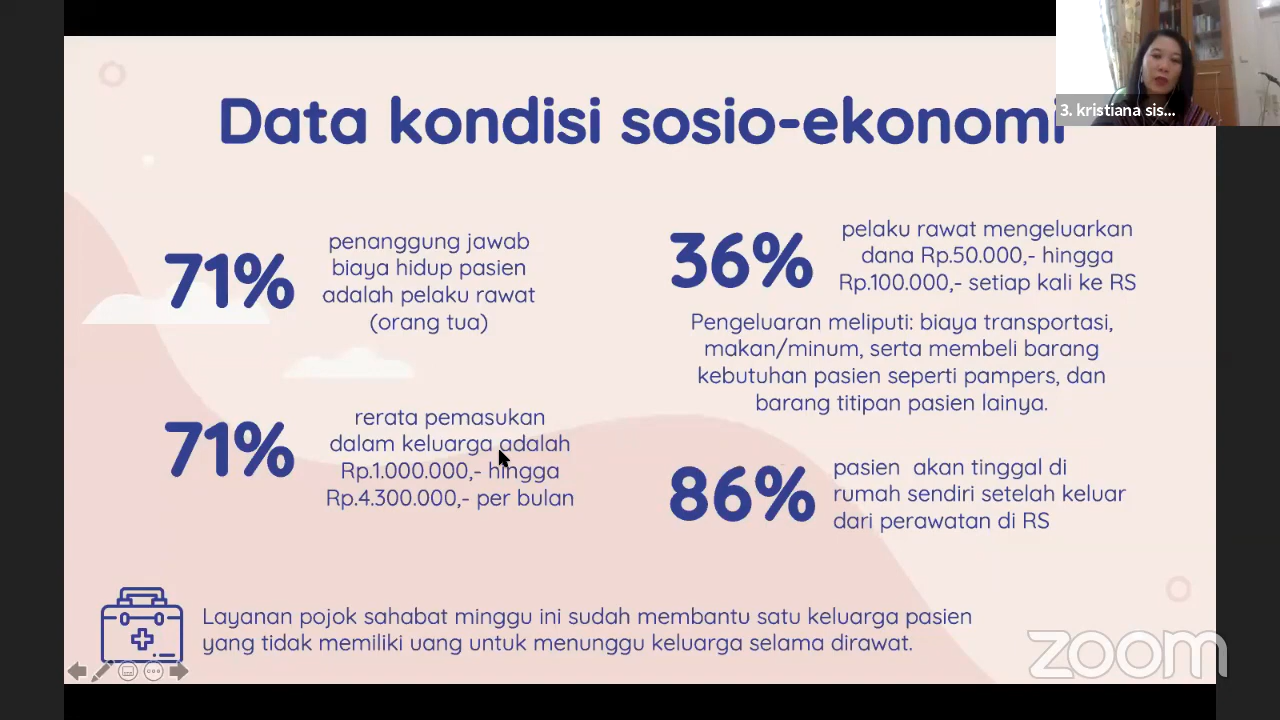 Data kondisi sosio-ekonomi
3. kristiana sis...
71%
penanggung jawab
biaya hidup pasien
adalah pelaku rawat
(orang tua)
71%
rerata pemasukan
dalam keluarga adalah
Rp.1.000.000,- hingga
Rp.4.300.000,- per bulan
36%
pelaku rawat mengeluarkan
dana Rp.50.000,- hingga
Rp.100.000,- setiap kali ke RS
Pengeluaran meliputi: biaya transportasi,
makan/minum, serta membeli barang
kebutuhan pasien seperti pampers, dan
barang titipan pasien lainya.
86%
pasien akan tinggal di
rumah sendiri setelah keluar
dari perawatan di RS
Layanan pojok sahabat minggu ini sudah membantu satu keluarga pasien
yang tidak memiliki uang untuk menunggu keluarga selama dirawat.
zoom